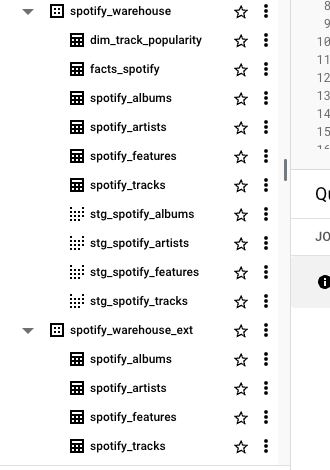 spotify_warehouse
8
dim_track_popularity
9
facts_spotify
10
11
spotify_albums
12
spotify_artists
13
14
spotify_features
15
spotify_tracks
stg_spotify_albums
Qu
stg_spotify_artists
JO
stg_spotify_features
stg_spotify_tracks
spotify_warehouse_ext
spotify_albums
spotify_artists
spotify_features
spotify_tracks